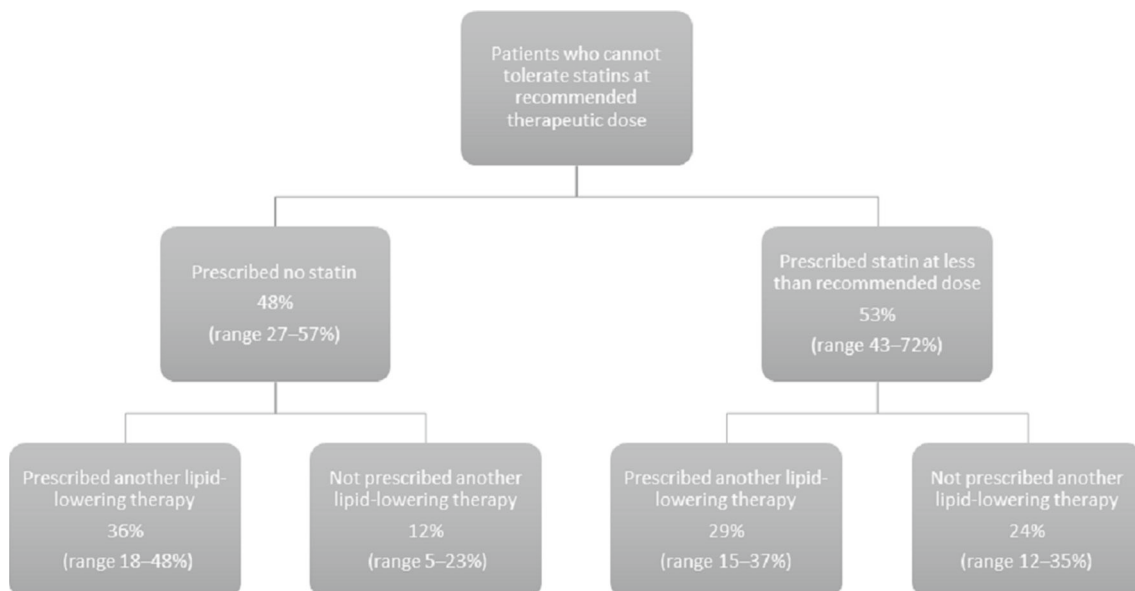 Patients who cannot
tolerate statins at
recommended
therapeutic dose
Prescribed no statin
48%
(range 27–57%)
Prescribed statin at less
than recommended dose
53%
(range 43–72%)
Prescribed another lipid-
lowering therapy
36%
(range 18–48%)
Not prescribed another
lipid-lowering therapy
12%
(range 5–23%)
Prescribed another lipid-
lowering therapy
29%
(range 15–37%)
Not prescribed another
lipid-lowering therapy
24%
(range 12–35%)